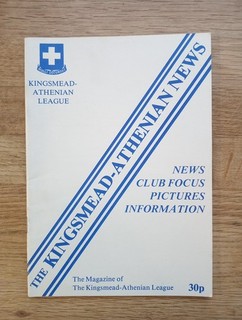 KINGSMEAD-
ATHENIAN
LEAGUE
THE KINGSMEAD-ATHENIAN NEWS
NEWS
CLUB FOCUS
PICTURES
INFORMATION
The Magazine of
The Kingsmead-Athenian League 30p